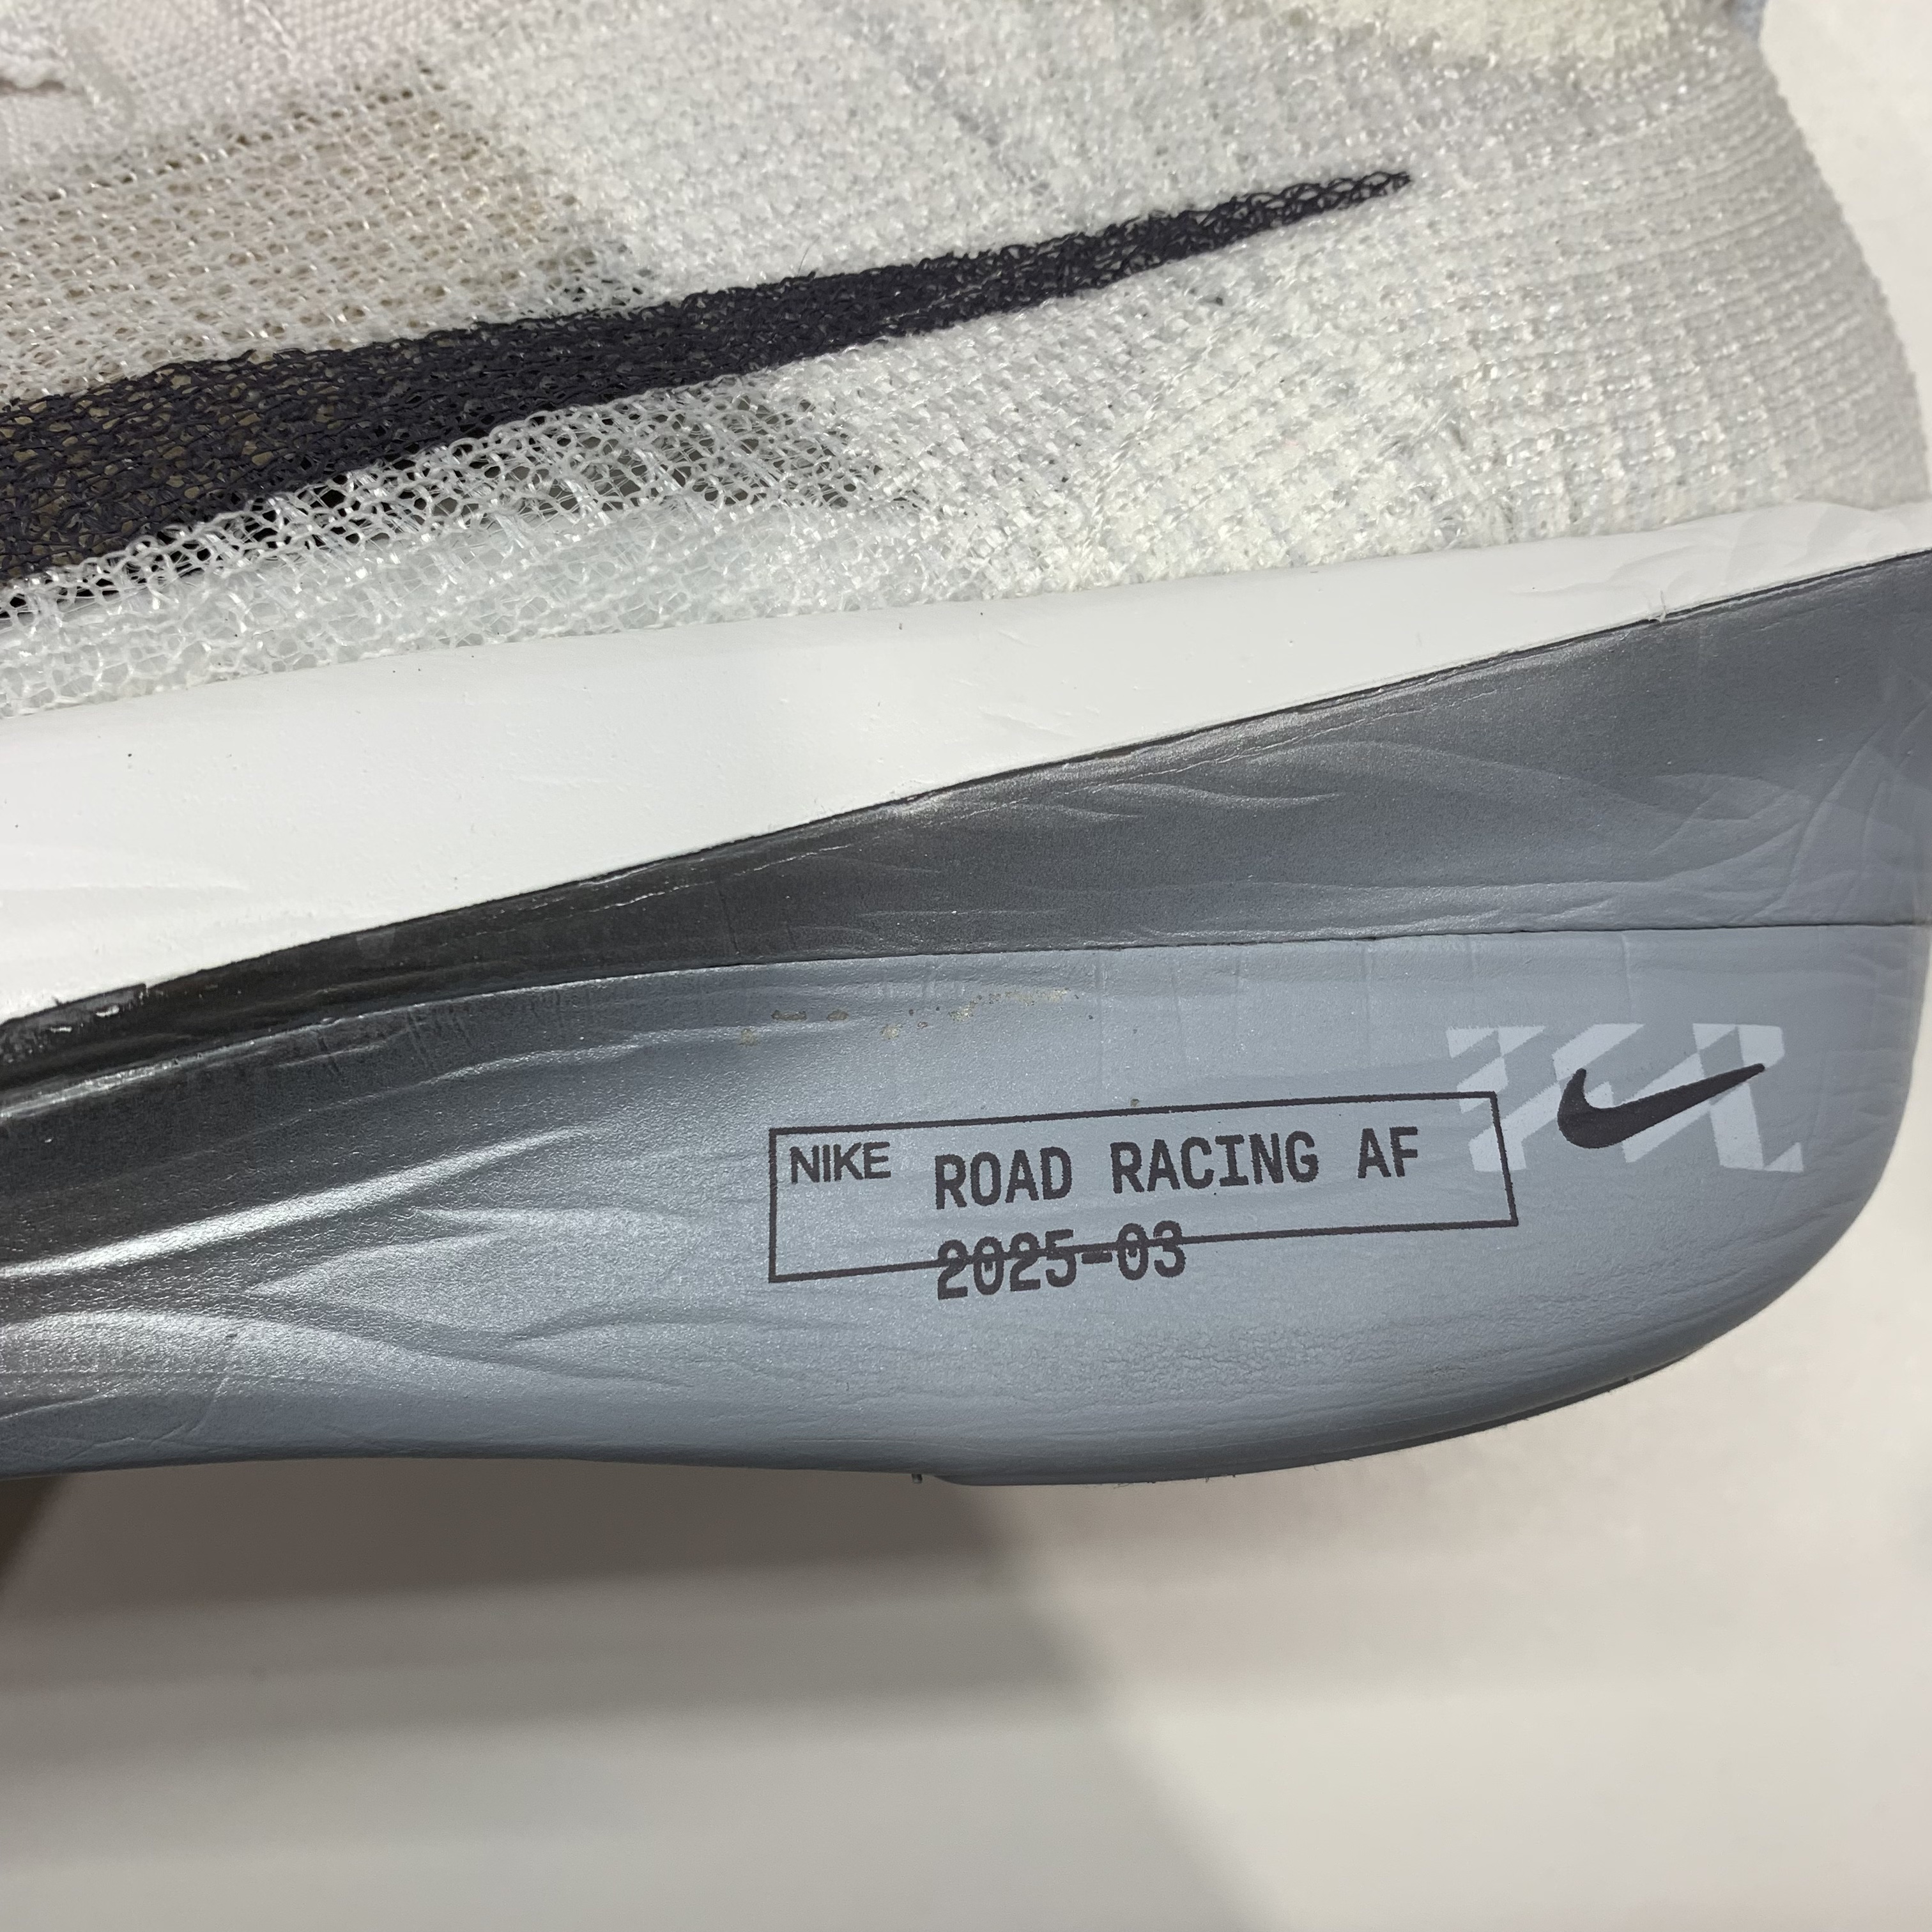 NIKE ROAD RACING AF
2025-03